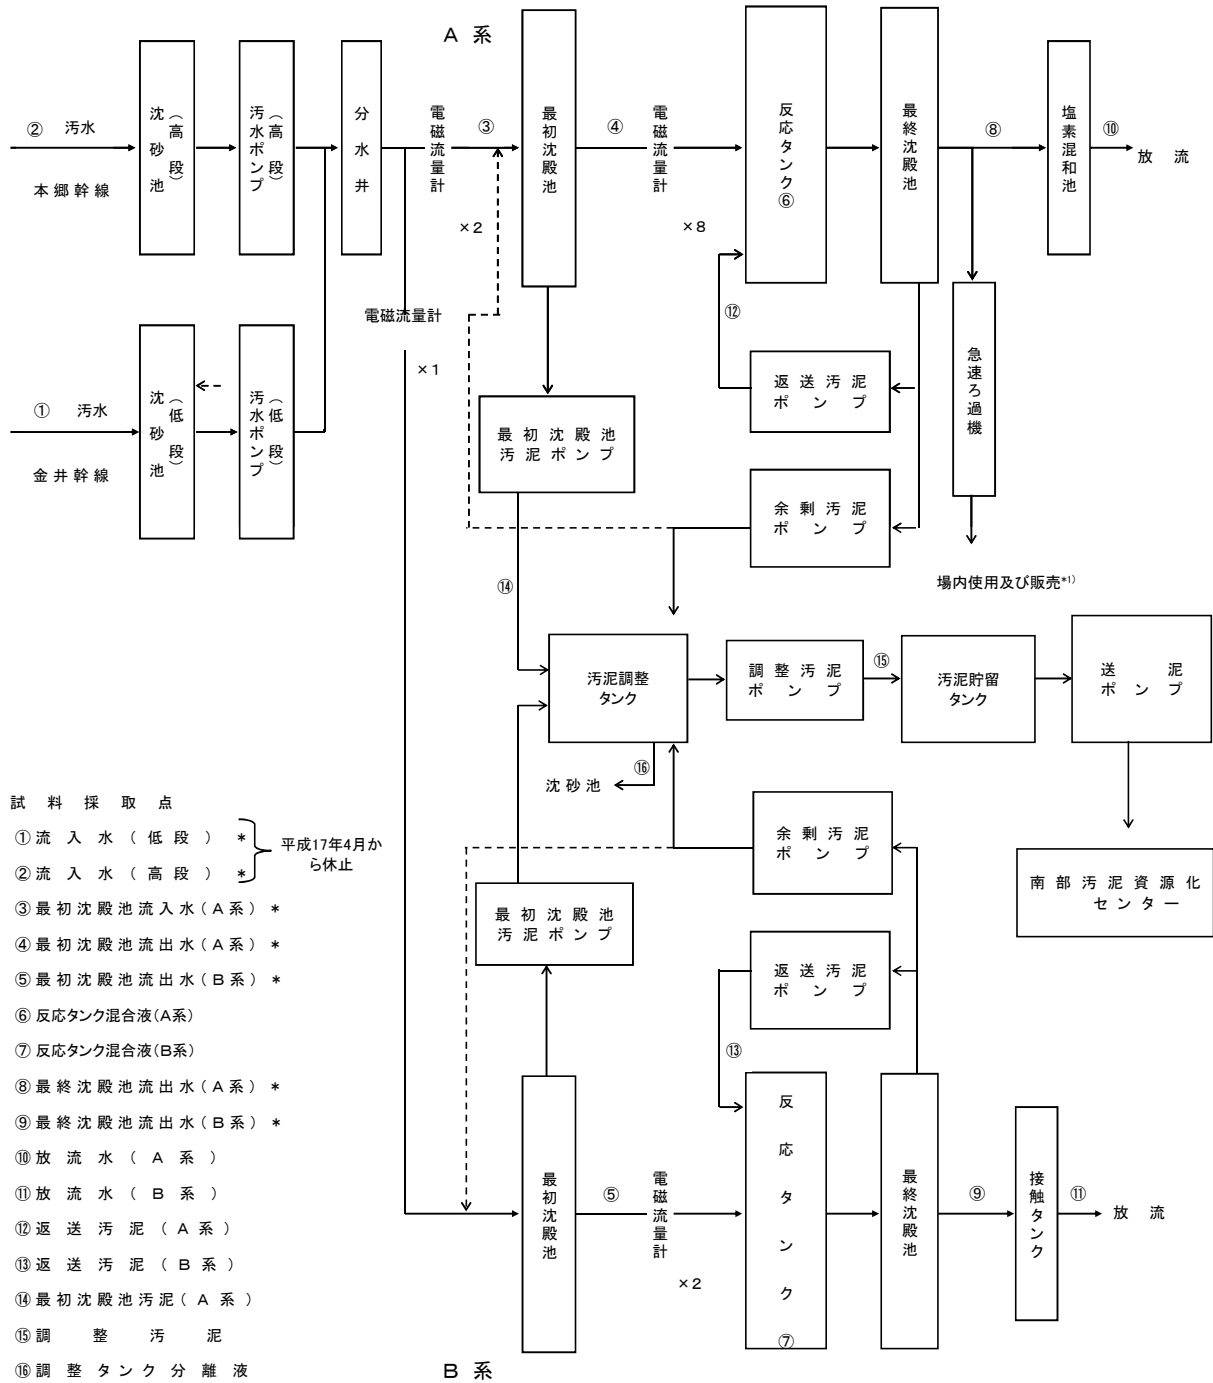 A 系
② 汚水
本郷幹線
沈砂池（高段）
汚水ポンプ（高段）
分水井
電磁流量計
③
×2
最初沈殿池
④
電磁流量計
×8
反応タンク
⑥
最終沈殿池
⑧
塩素混和池
⑩
放流
電磁流量計
×1
① 汚水
金井幹線
沈砂池（低段）
汚水ポンプ（低段）
最初沈殿池
汚泥ポンプ
⑫
返送汚泥
ポンプ
急速ろ過機
余剰汚泥
ポンプ
場内使用及び販売*1)
⑭
汚泥調整
タンク
調整汚泥
ポンプ
⑮
汚泥貯留
タンク
送泥
ポンプ
⑯
沈砂池
余剰汚泥
ポンプ
南部汚泥資源化
センター
最初沈殿池
汚泥ポンプ
返送汚泥
ポンプ
⑬
最初沈殿池
⑤
電磁流量計
×2
反応タンク
⑦
最終沈殿池
⑨
接触タンク
⑪
放流
B 系
試料採取点
①流入水(低段) *
②流入水(高段) *
平成17年4月か
ら休止
③最初沈殿池流入水(A系) *
④最初沈殿池流出水(A系) *
⑤最初沈殿池流出水(B系) *
⑥反応タンク混合液(A系)
⑦反応タンク混合液(B系)
⑧最終沈殿池流出水(A系) *
⑨最終沈殿池流出水(B系) *
⑩放流水(A系)
⑪放流水(B系)
⑫返送汚泥(A系)
⑬返送汚泥(B系)
⑭最初沈殿池汚泥(A系)
⑮調整汚泥
⑯調整タンク分離液